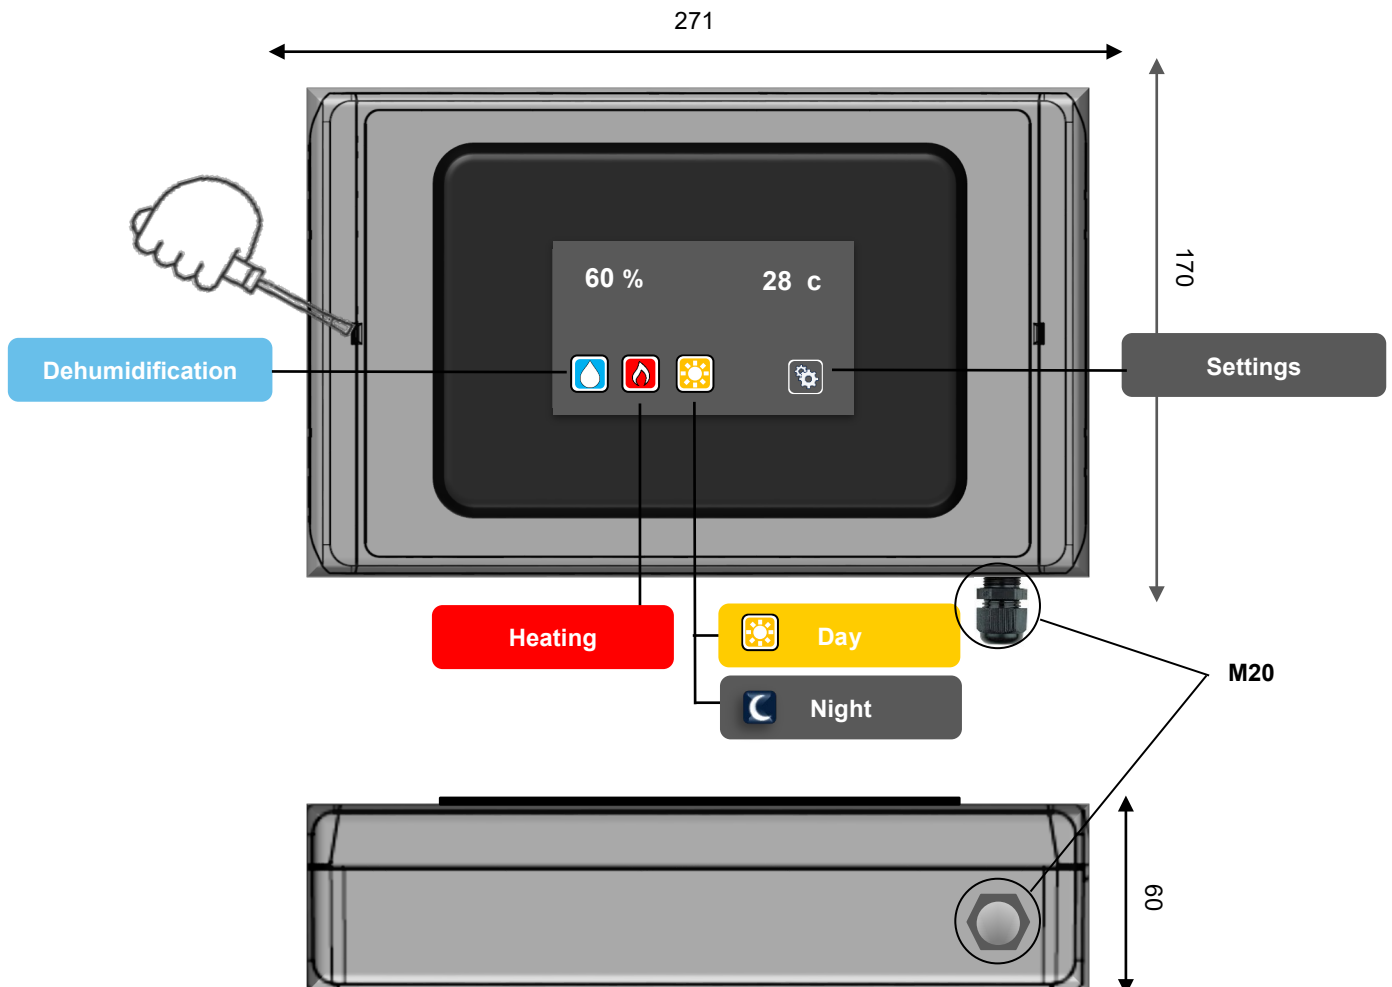 271
170
60 %
28 c
Dehumidification
Settings
Heating
Day
Night
M20
60